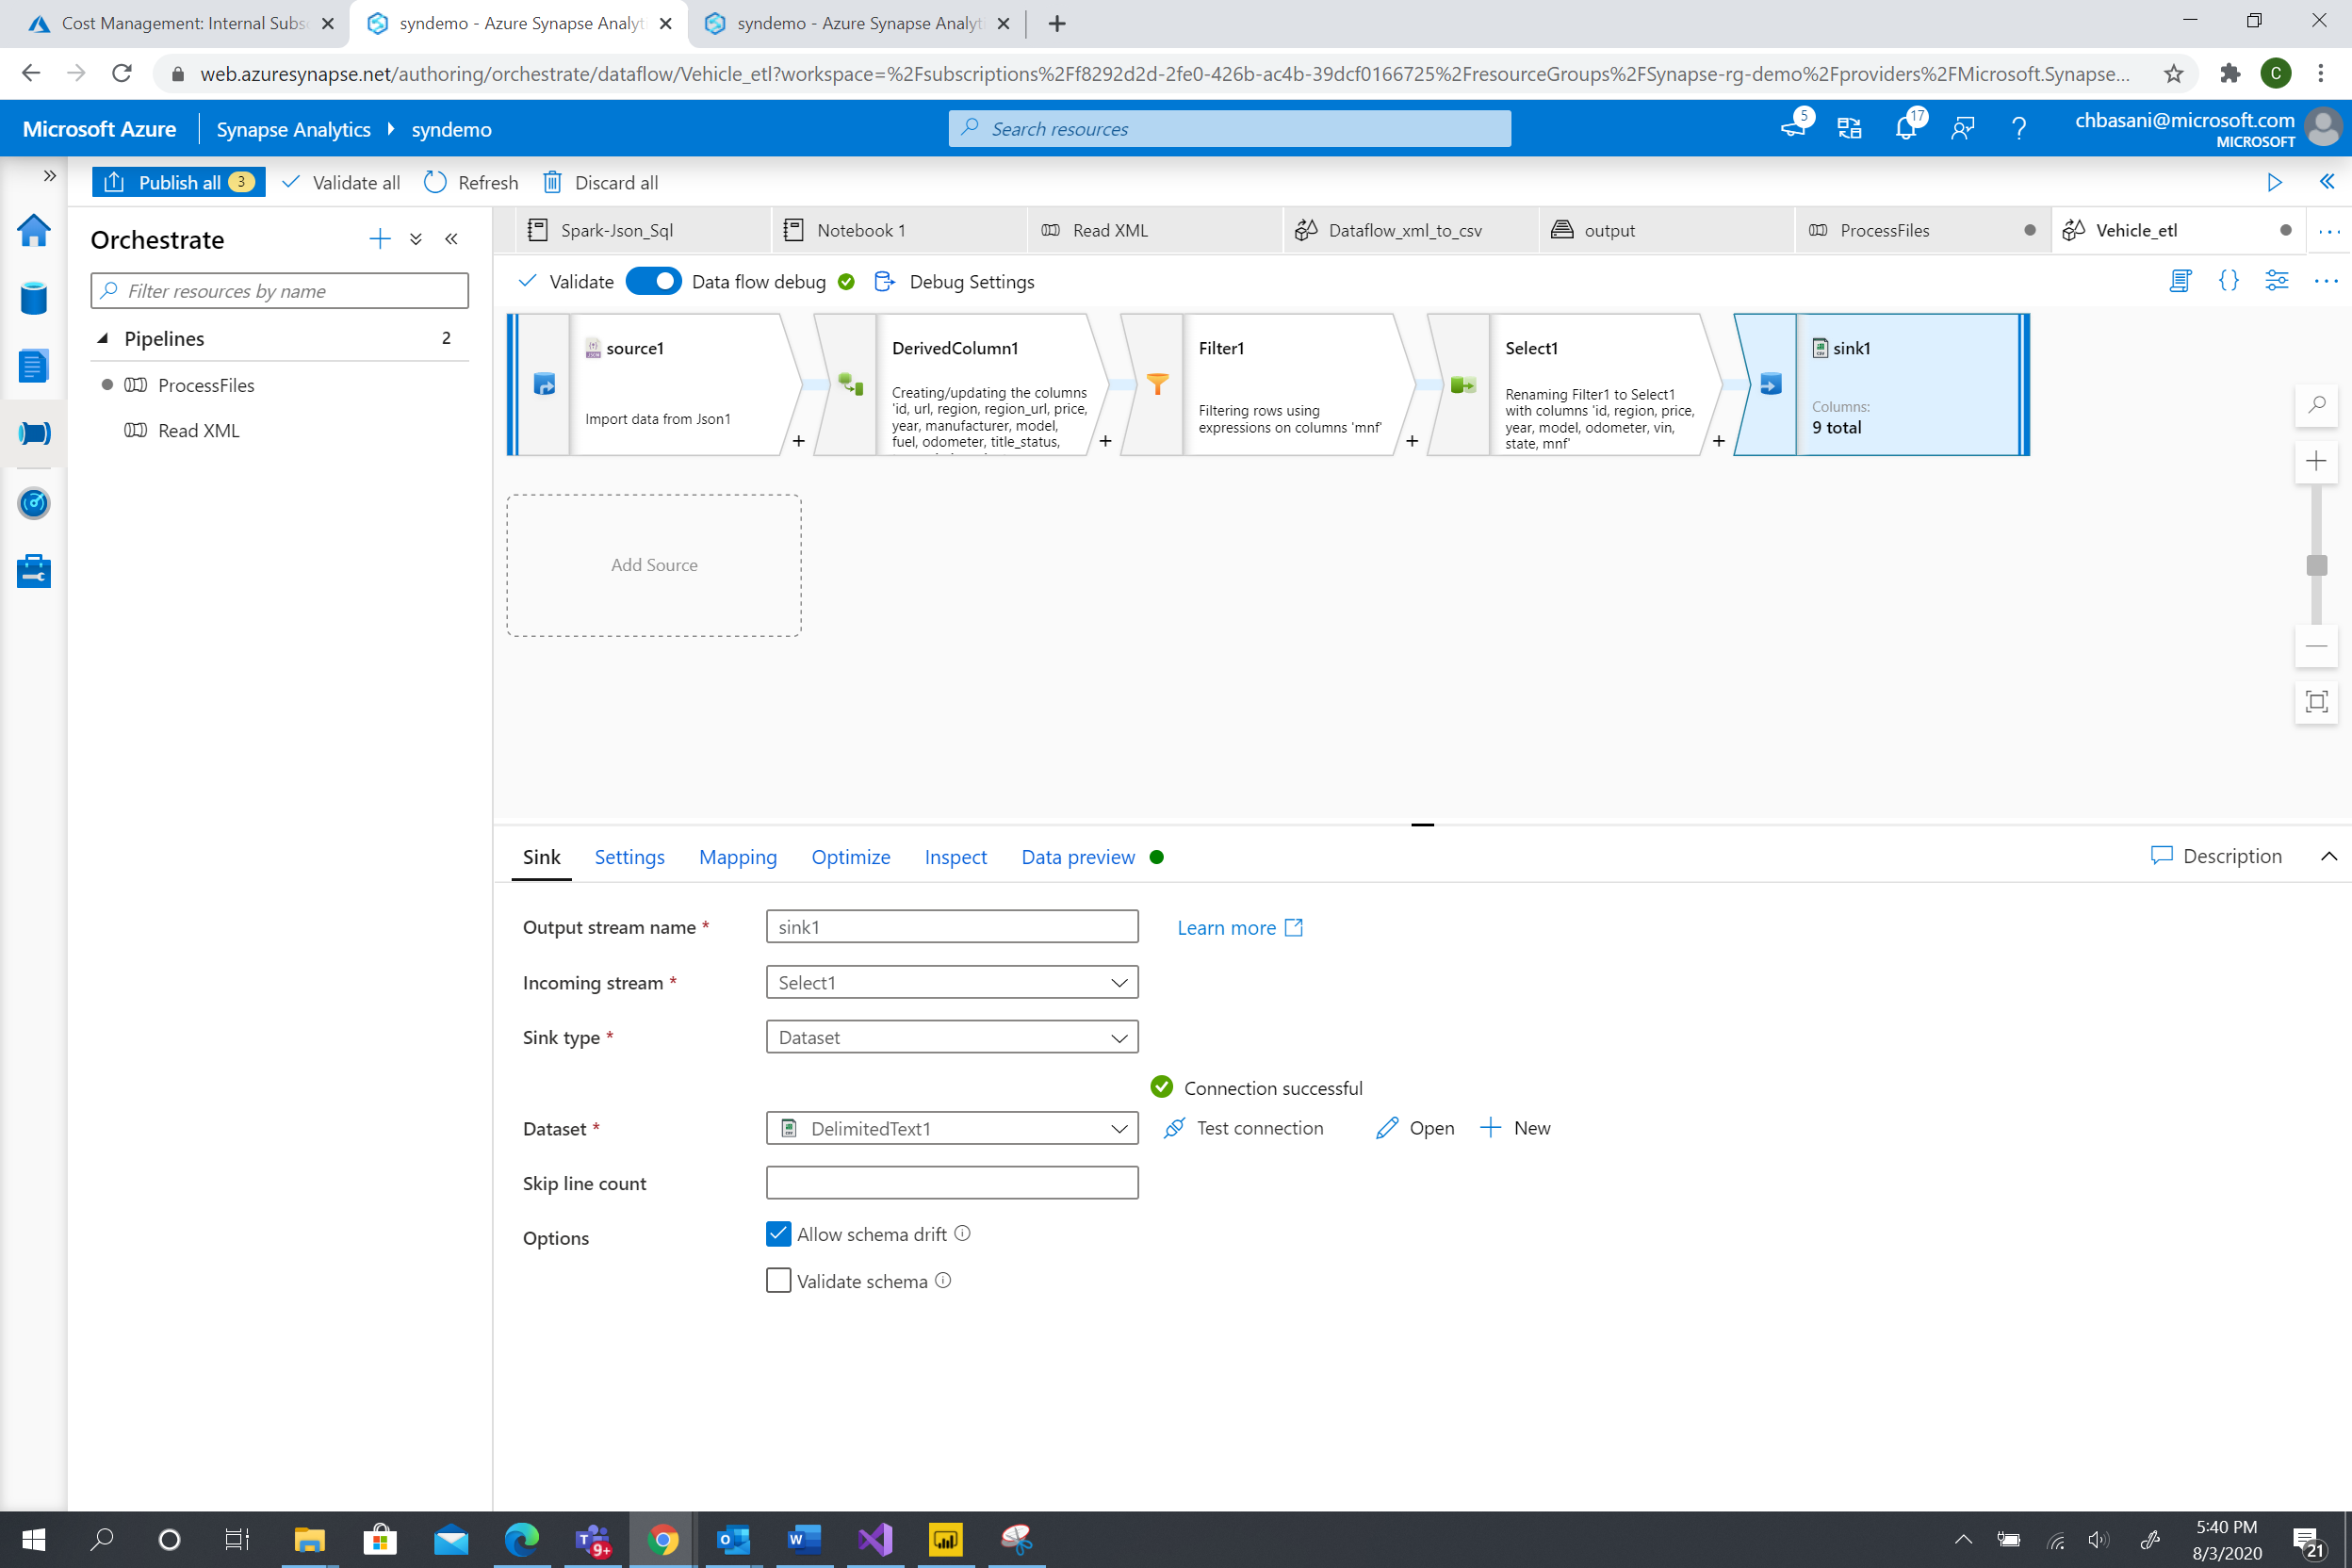 Cost Management: Internal Subs
syndemo - Azure Synapse Analyt
syndemo - Azure Synapse Analyt
web.azuresynapse.net/authoring/orchestrate/dataflow/Vehicle_etl?workspace=%2Fsubscriptions%2Ff8292d2d-2fe0-426b-ac4b-39dcf0166725%2FresourceGroups%2FSynapse-rg-demo%2Fproviders%2FMicrosoft.Synapse...
C
Microsoft Azure
Synapse Analytics
syndemo
Search resources
5
17
?
chbasani@microsoft.com
MICROSOFT
Publish all 3
Validate all
Refresh
Discard all
Orchestrate
Filter resources by name
Pipelines 2
ProcessFiles
Read XML
Spark-Json_Sql
Notebook 1
Read XML
Dataflow_xml_to_csv
output
ProcessFiles
Vehicle_etl
Validate
Data flow debug
Debug Settings
source1
Import data from Json1
DerivedColumn1
Creating/updating the columns
'id, url, region, region_url, price,
year, manufacturer, model,
fuel, odometer, title_status,
Filter1
Filtering rows using
expressions on columns 'mnf'
Select1
Renaming Filter1 to Select1
with columns 'id, region, price,
year, model, odometer, vin,
state, mnf'
sink1
Columns:
9 total
Add Source
Sink
Settings
Mapping
Optimize
Inspect
Data preview
Description
Output stream name *
sink1
Learn more
Incoming stream *
Select1
Sink type *
Dataset
Connection successful
Dataset *
DelimitedText1
Test connection
Open
New
Skip line count
Options
Allow schema drift
Validate schema
9+
5:40 PM
8/3/2020
21